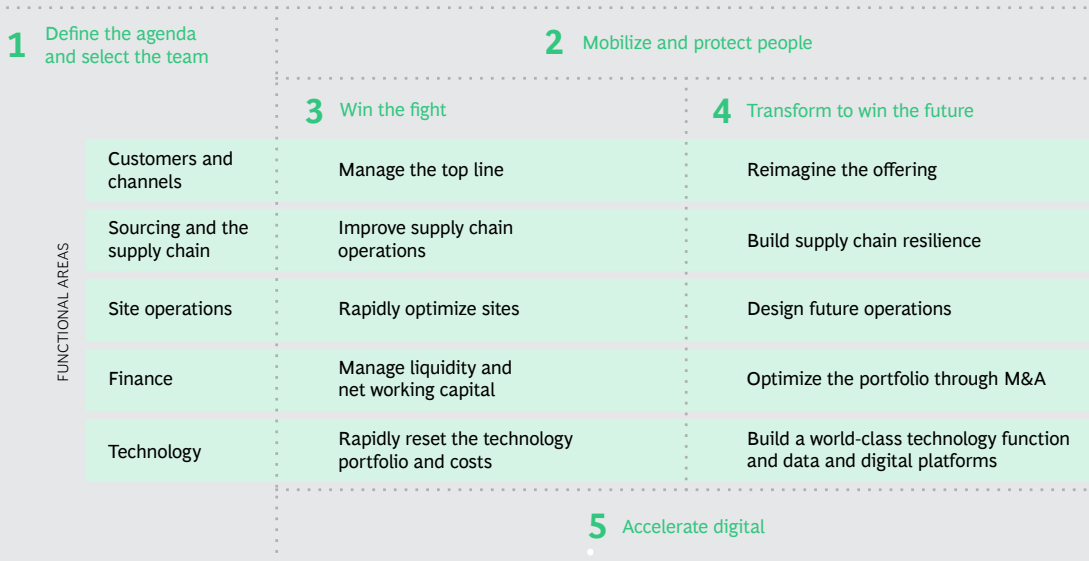 1 Define the agenda
and select the team
2 Mobilize and protect people
3 Win the fight
4 Transform to win the future
FUNCTIONAL AREAS
Customers and
channels
Manage the top line
Reimagine the offering
Sourcing and the
supply chain
Improve supply chain
operations
Build supply chain resilience
Site operations
Rapidly optimize sites
Design future operations
Finance
Manage liquidity and
net working capital
Optimize the portfolio through M&A
Technology
Rapidly reset the technology
portfolio and costs
Build a world-class technology function
and data and digital platforms
5 Accelerate digital